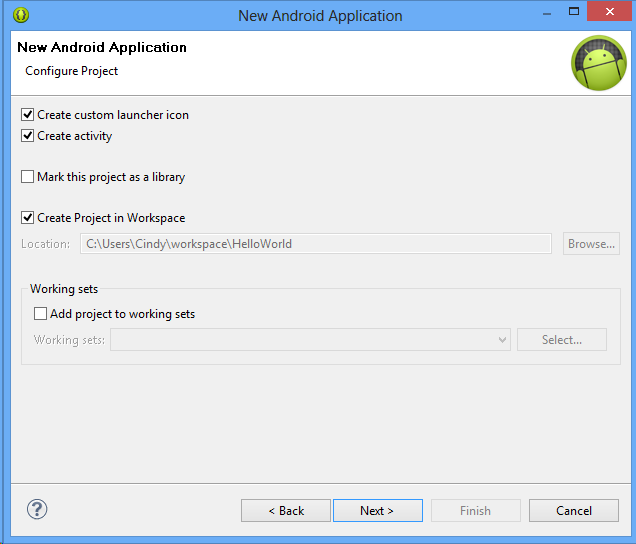 New Android Application
New Android Application
Configure Project
Create custom launcher icon
Create activity
Mark this project as a library
Create Project in Workspace
Location: C:\Users\Cindy\workspace\HelloWorld Browse...
Working sets
Add project to working sets
Working sets: Select...
? < Back Next > Finish Cancel